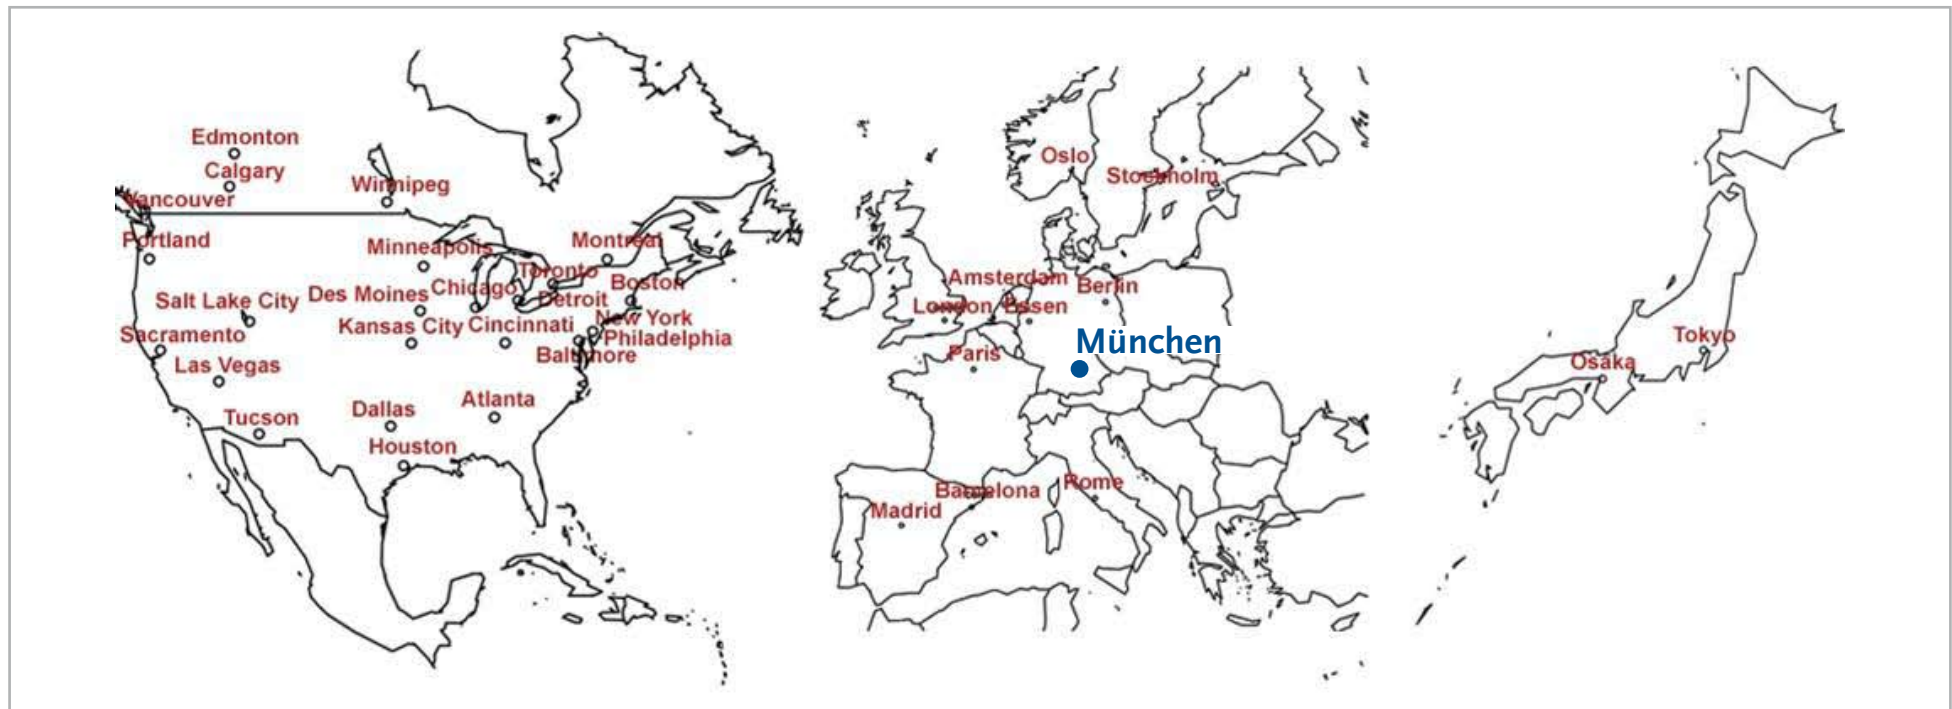 Edmonton
Calgary
Winnipeg
Vancouver
Portland
Minneapolis
Montreal
Toronto
Boston
Salt Lake City
Des Moines
Chicago
Detroit
New York
Sacramento
Kansas City
Cincinnati
Philadelphia
Baltimore
Las Vegas
Tucson
Dallas
Atlanta
Houston
Oslo
Stockholm
Amsterdam
Berlin
London
Essen
München
Paris
Barcelona
Rome
Madrid
Tokyo
Osaka